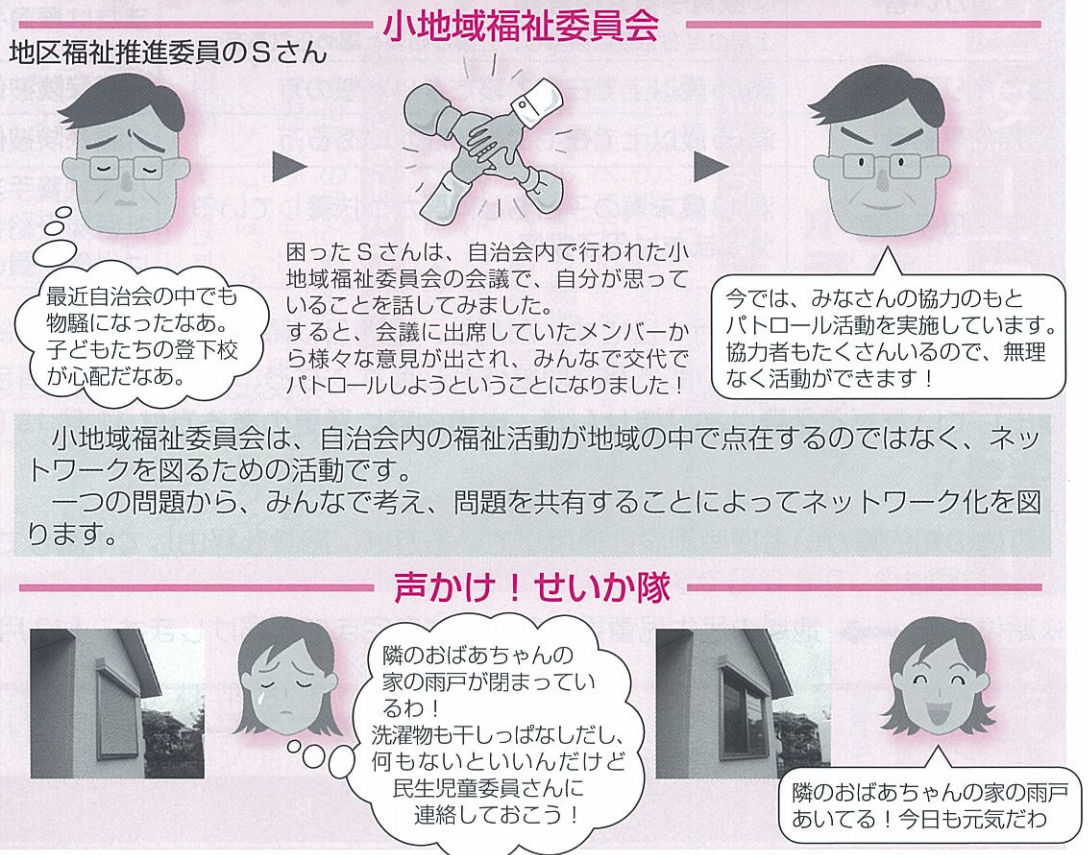 小地域福祉委員会
地区福祉推進委員のSさん
最近自治会の中でも
物騒になったなあ。
子どもたちの登下校
が心配だなあ。
困ったSさんは、自治会内で行われた小
地域福祉委員会の会議で、自分が思って
いることを話してみました。
すると、会議に出席していたメンバーか
ら様々な意見が出され、みんなで交代で
パトロールしようということになりました！
今では、みなさんの協力のもと
パトロール活動を実施しています。
協力者もたくさんいるので、無理
なく活動ができます！
小地域福祉委員会は、自治会内の福祉活動が地域の中で点在するのではなく、ネッ
トワークを図るための活動です。
一つの問題から、みんなで考え、問題を共有することによってネットワーク化を図
ります。
声かけ！せいか隊
隣のおばあちゃんの
家の雨戸が閉まってい
るわ！
洗濯物も干しっぱなしだし、
何もないといいんだけど
民生児童委員さんに
連絡しておこう！
隣のおばあちゃんの家の雨戸
あいてる！今日も元気だわ